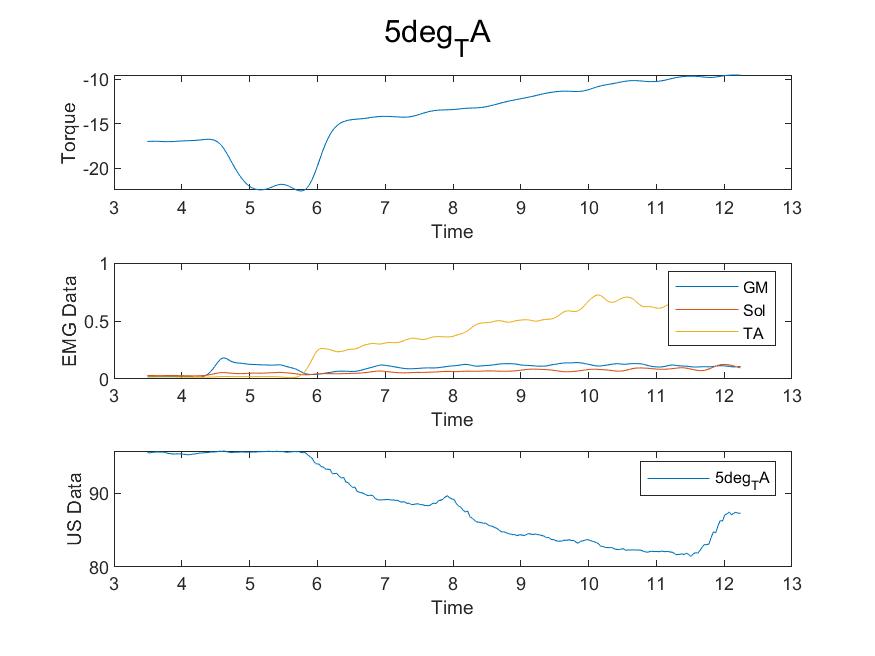 5deg_TA
-10
-15
-20
Torque
3 4 5 6 7 8 9 10 11 12 13
Time
1
0.5
0
EMG Data
GM
Sol
TA
3 4 5 6 7 8 9 10 11 12 13
Time
90
80
US Data
5deg_TA
3 4 5 6 7 8 9 10 11 12 13
Time